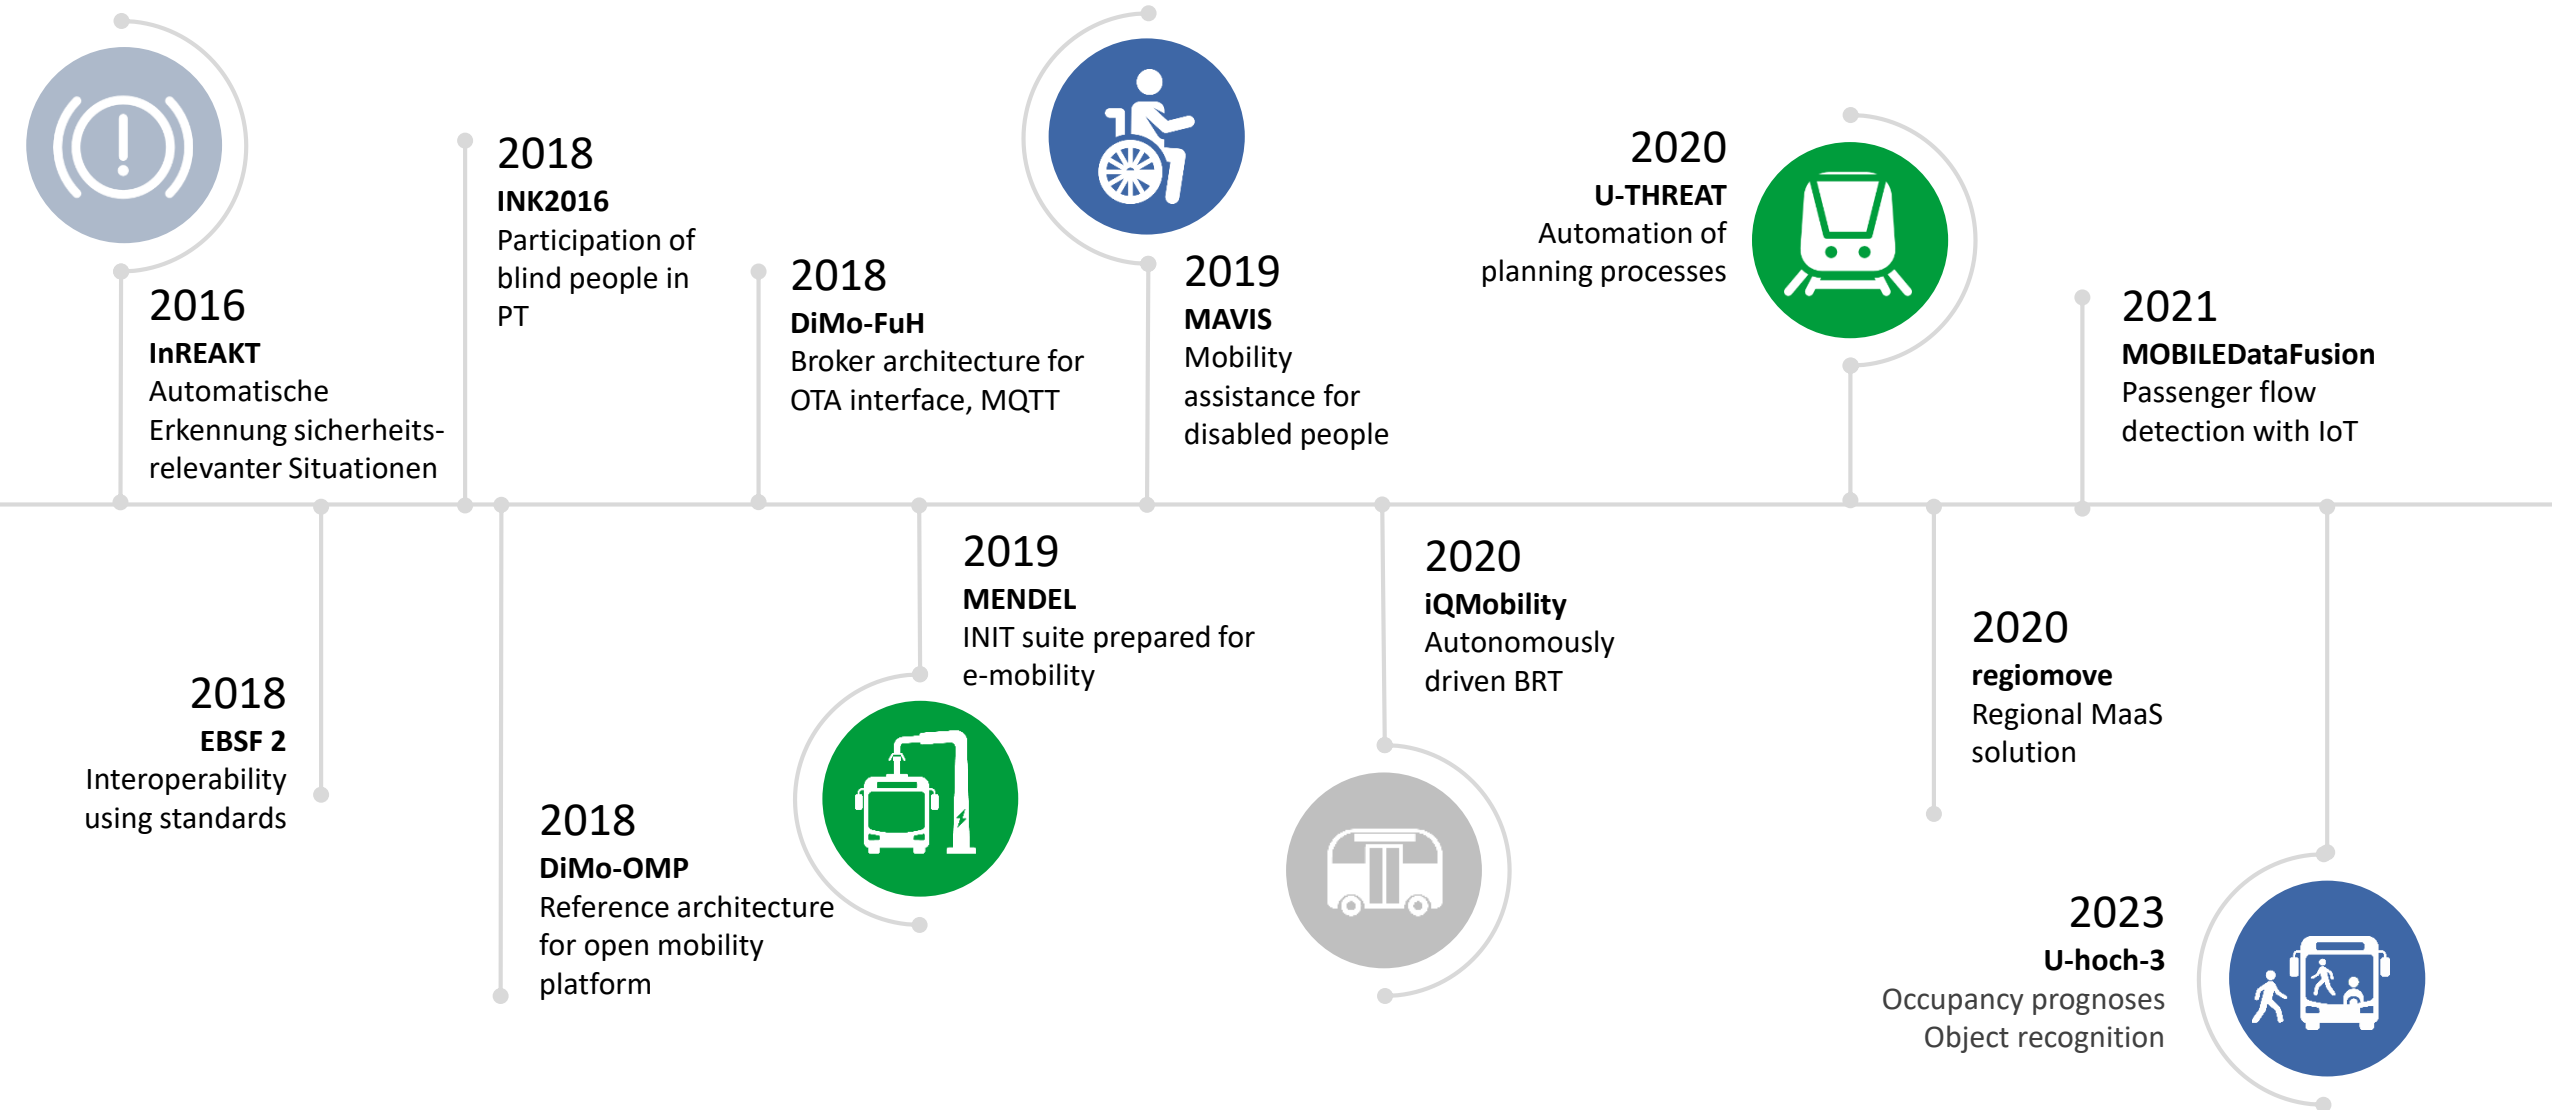 2016
InREAKT
Automatische
Erkennung sicherheits-
relevanter Situationen
2018
EBSF 2
Interoperability
using standards
2018
INK2016
Participation of
blind people in
PT
2018
DiMo-OMP
Reference architecture
for open mobility
platform
2018
DiMo-FuH
Broker architecture for
OTA interface, MQTT
2019
MENDEL
INIT suite prepared for
e-mobility
2019
MAVIS
Mobility
assistance for
disabled people
2020
iQMobility
Autonomously
driven BRT
2020
U-THREAT
Automation of
planning processes
2020
regiomove
Regional MaaS
solution
2021
MOBILEDataFusion
Passenger flow
detection with IoT
2023
U-hoch-3
Occupancy prognoses
Object recognition